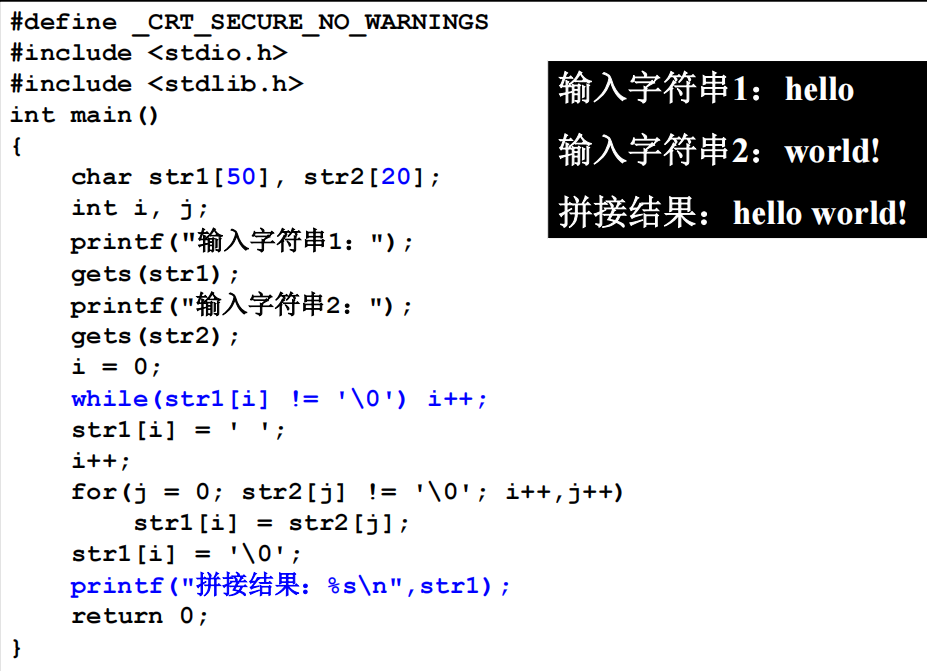 #define _CRT_SECURE_NO_WARNINGS
#include <stdio.h>
#include <stdlib.h>
int main()
{
    char str1[50], str2[20];
    int i, j;
    printf("输入字符串1：");
    gets(str1);
    printf("输入字符串2：");
    gets(str2);
    i = 0;
    while(str1[i] != '\0') i++;
    str1[i] = ' ';
    i++;
    for(j = 0; str2[j] != '\0'; i++,j++)
        str1[i] = str2[j];
    str1[i] = '\0';
    printf("拼接结果：%s\n",str1);
    return 0;
}
输入字符串1：hello
输入字符串2：world!
拼接结果：hello world!